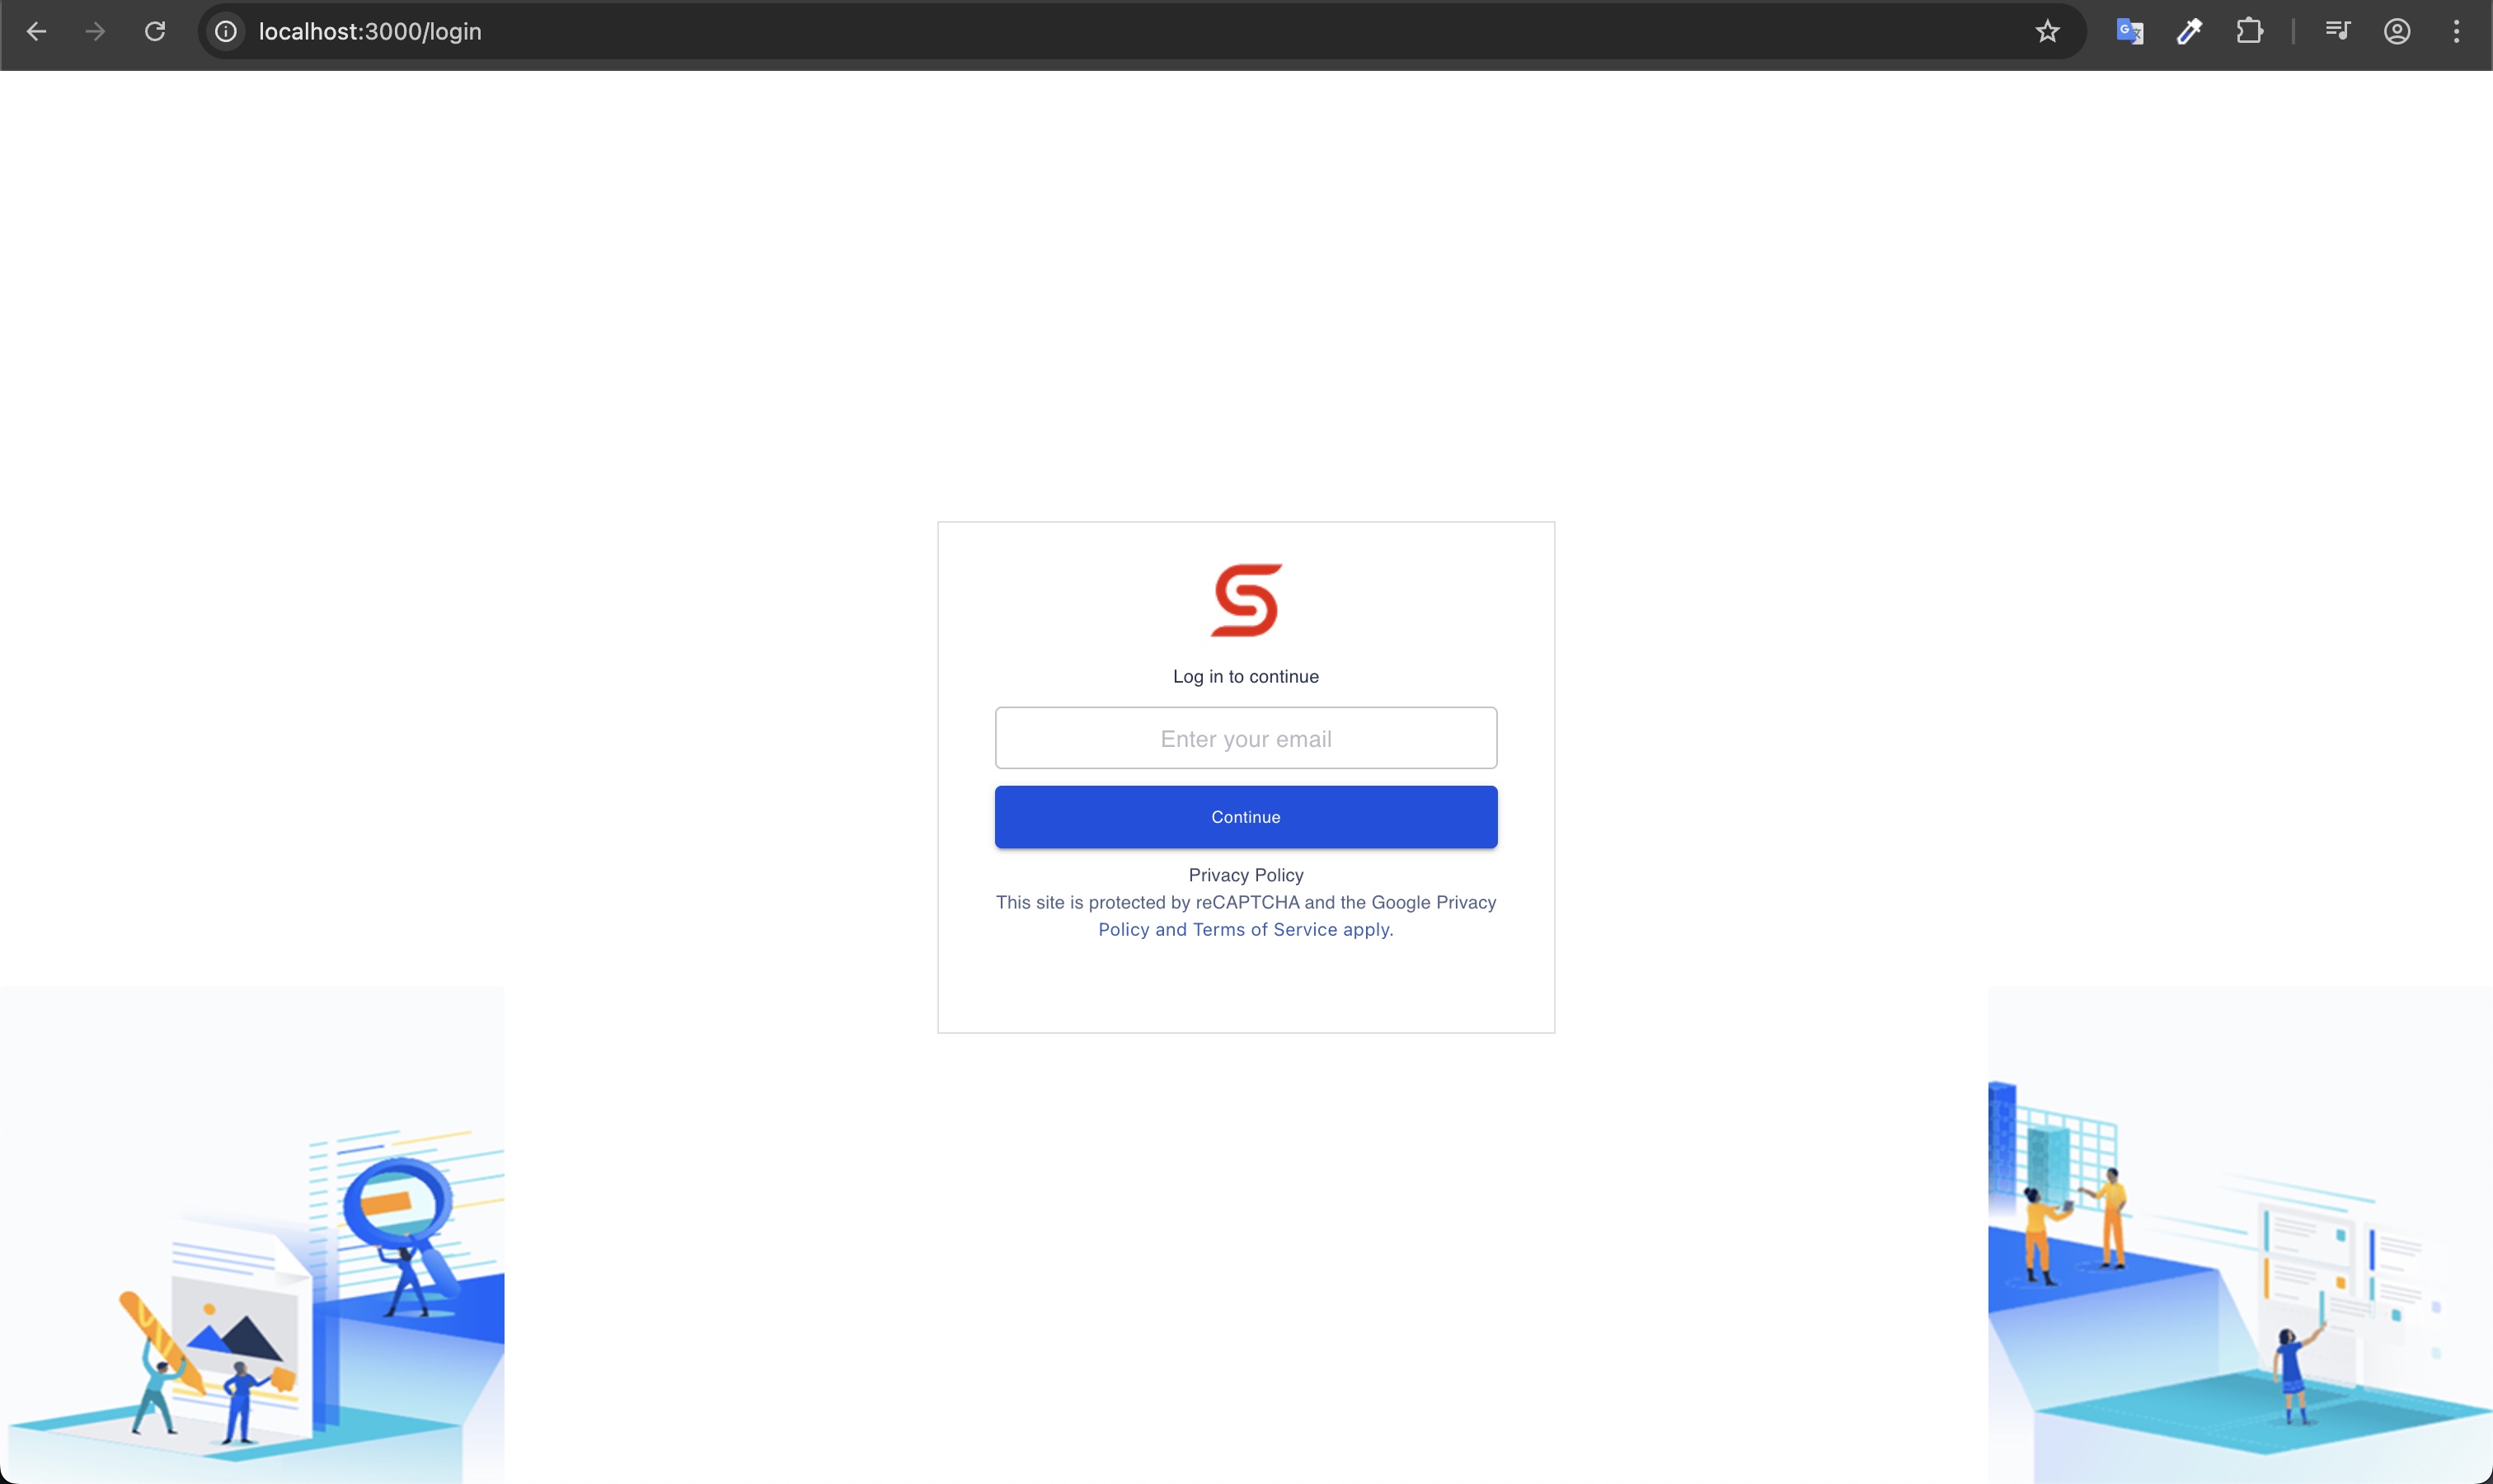 localhost:3000/login
Log in to continue
Enter your email
Continue
Privacy Policy
This site is protected by reCAPTCHA and the Google Privacy
Policy and Terms of Service apply.